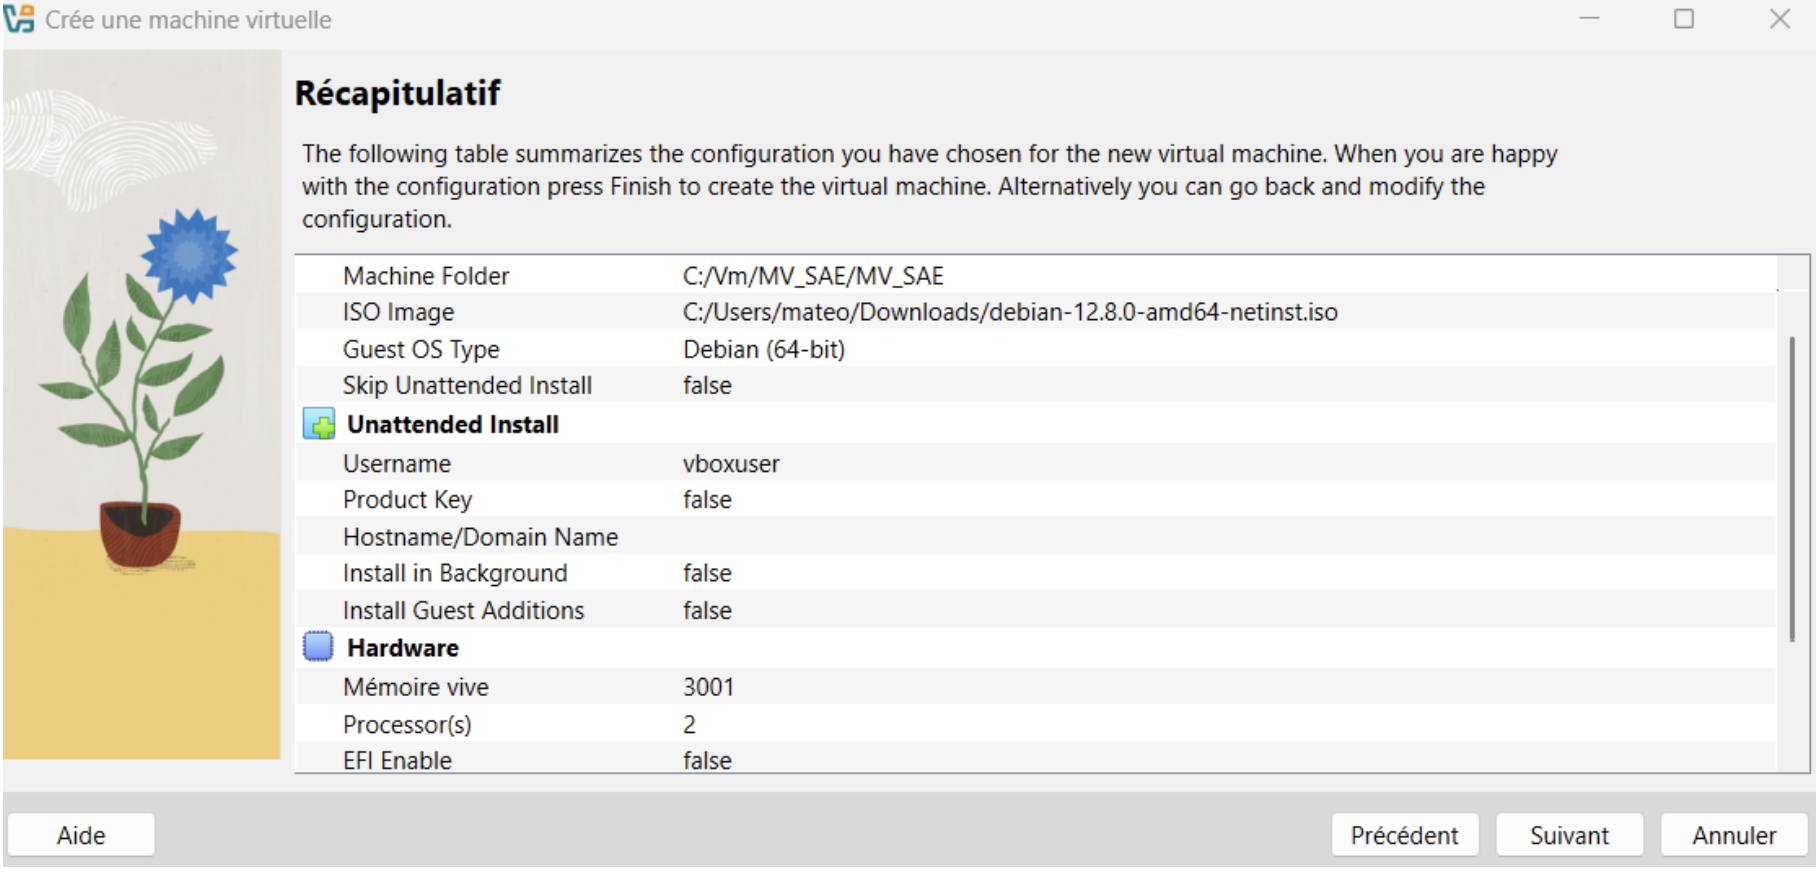 Crée une machine virtuelle
Récapitulatif
The following table summarizes the configuration you have chosen for the new virtual machine. When you are happy
with the configuration press Finish to create the virtual machine. Alternatively you can go back and modify the
configuration.
Machine Folder C:/Vm/MV_SAE/MV_SAE
ISO Image C:/Users/mateo/Downloads/debian-12.8.0-amd64-netinst.iso
Guest OS Type Debian (64-bit)
Skip Unattended Install false
Unattended Install
Username vboxuser
Product Key false
Hostname/Domain Name
Install in Background false
Install Guest Additions false
Hardware
Mémoire vive 3001
Processor(s) 2
EFI Enable false
Aide Précédent Suivant Annuler